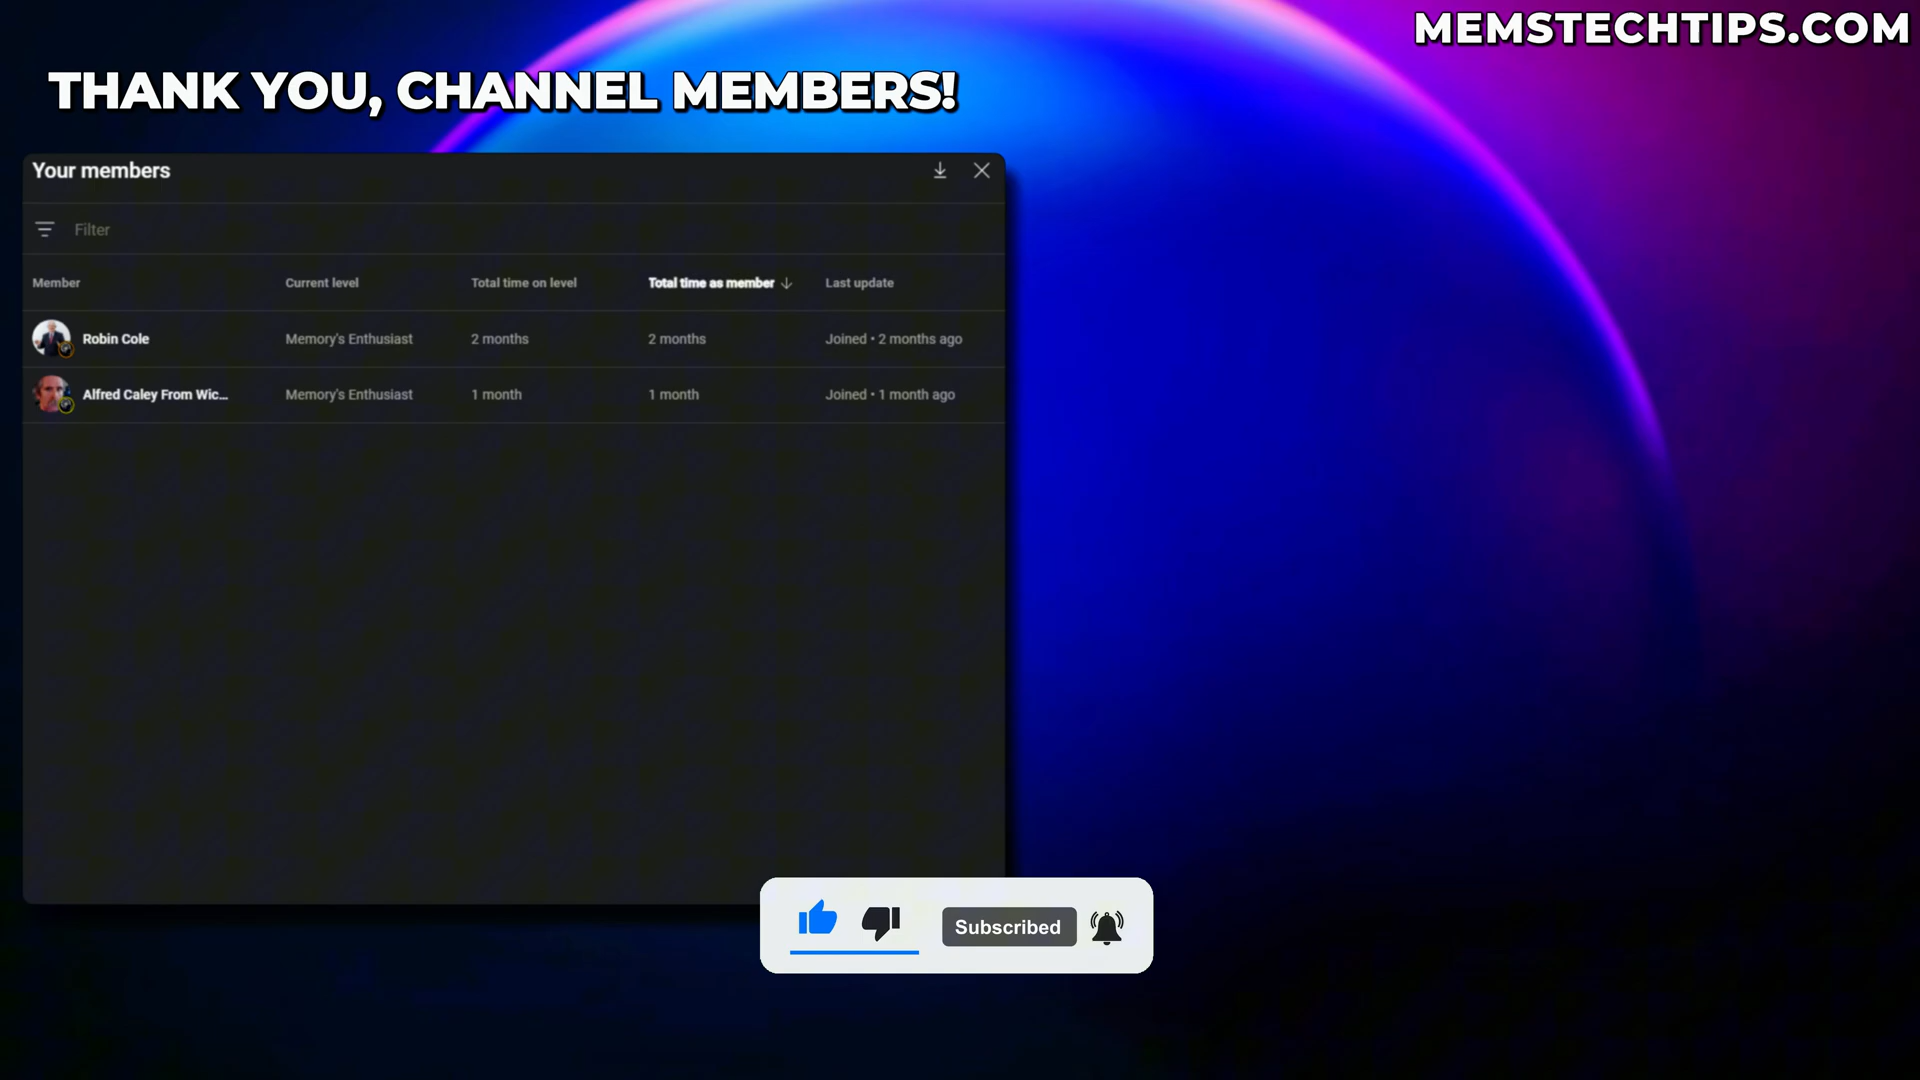 MEMSTECHTIPS.COM
THANK YOU, CHANNEL MEMBERS!
Your members
Filter
Member Current level Total time on level Total time as member Last update
Robin Cole Memory's Enthusiast 2 months 2 months Joined • 2 months ago
Alfred Caley From Wic... Memory's Enthusiast 1 month 1 month Joined • 1 month ago
Subscribed